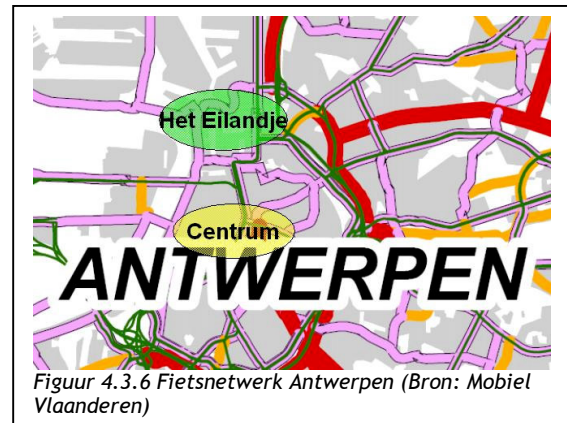 Het Eilandje
Centrum
ANTWERPEN
Figuur 4.3.6 Fietsnetwerk Antwerpen (Bron: Mobiel
Vlaanderen)